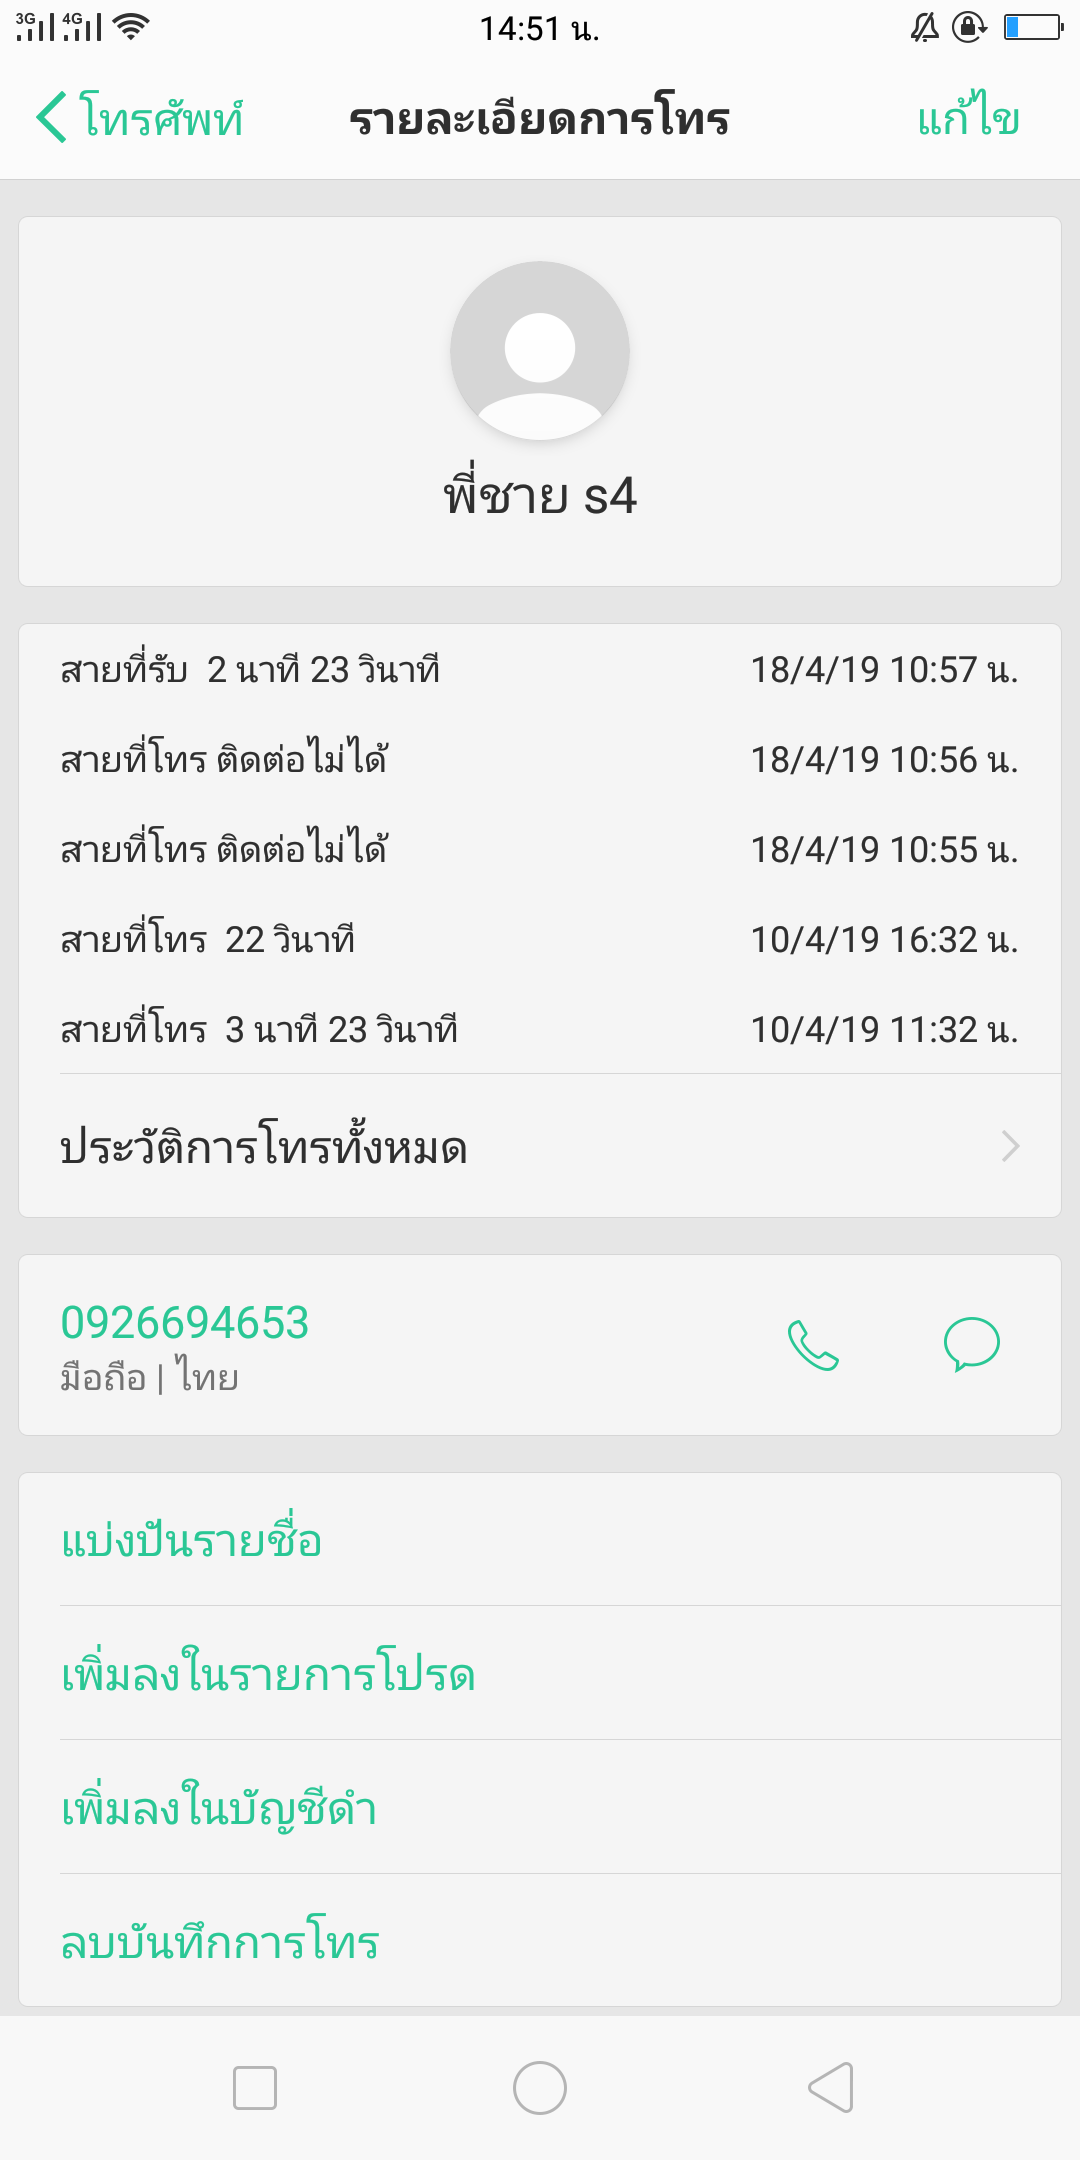 3G 4G 14:51 น.
โทรศัพท์ รายละเอียดการโทร แก้ไข
พี่ชาย s4
สายที่รับ 2 นาที 23 วินาที 18/4/19 10:57 น.
สายที่โทร ติดต่อไม่ได้ 18/4/19 10:56 น.
สายที่โทร ติดต่อไม่ได้ 18/4/19 10:55 น.
สายที่โทร 22 วินาที 10/4/19 16:32 น.
สายที่โทร 3 นาที 23 วินาที 10/4/19 11:32 น.
ประวัติการโทรทั้งหมด
0926694653
มือถือ | ไทย
แบ่งปันรายชื่อ
เพิ่มลงในรายการโปรด
เพิ่มลงในบัญชีดำ
ลบบันทึกการโทร